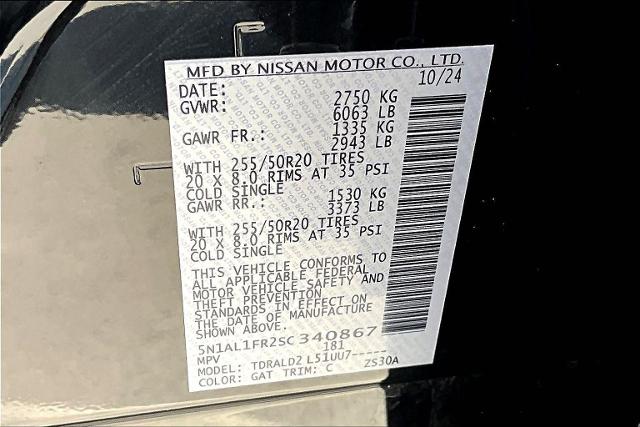 MFD BY NISSAN MOTOR CO., LTD.
DATE: 10/24
GVWR: 2750 KG
6063 LB
GAWR FR.: 1335 KG
2943 LB
WITH 255/50R20 TIRES
20 X 8.0 RIMS AT 35 PSI
COLD SINGLE
GAWR RR.: 1530 KG
3373 LB
WITH 255/50R20 TIRES
20 X 8.0 RIMS AT 35 PSI
COLD SINGLE
THIS VEHICLE CONFORMS TO
ALL APPLICABLE FEDERAL
MOTOR VEHICLE SAFETY AND
THEFT PREVENTION
STANDARDS IN EFFECT ON
THE DATE OF MANUFACTURE
SHOWN ABOVE.
5N1AL1FR2SC 340867
MPV 181
MODEL: TDRALD2 L51UU7-----
COLOR: GAT TRIM: C ZS30A